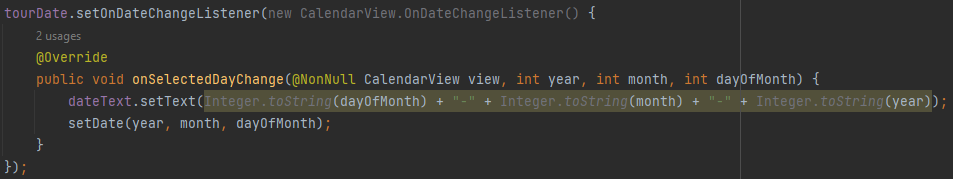 tourDate.setOnDateChangeListener(new CalendarView.OnDateChangeListener() {
2 usages
@Override
public void onSelectedDayChange(@NonNull CalendarView view, int year, int month, int dayOfMonth) {
dateText.setText(Integer.toString(dayOfMonth) + "-" + Integer.toString(month) + "-" + Integer.toString(year));
setDate(year, month, dayOfMonth);
}
});